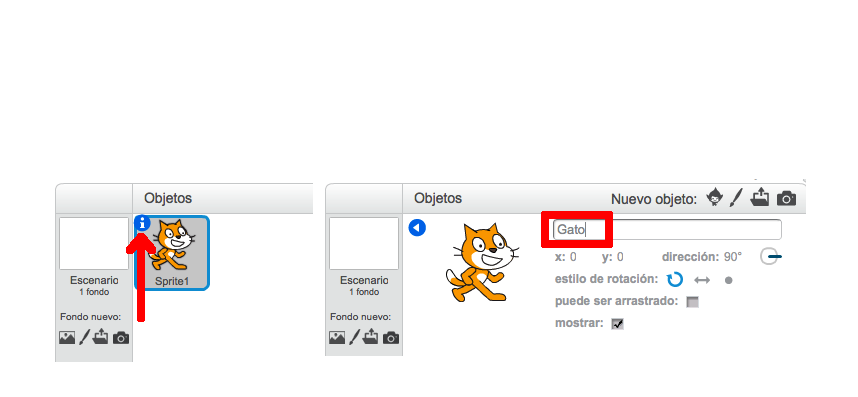 Objetos
i
Sprite1
Escenario
1 fondo
Fondo nuevo:
Objetos
Nuevo objeto:
Gato
x: 0 y: 0 dirección: 90°
estilo de rotación:
puede ser arrastrado:
mostrar:
Escenario
1 fondo
Fondo nuevo: